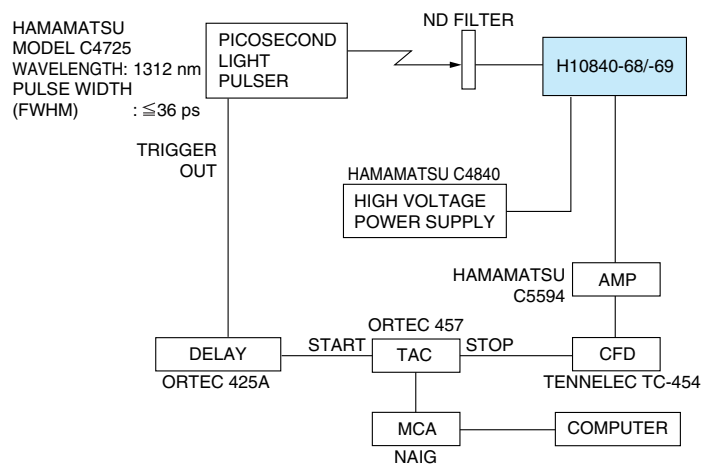 HAMAMATSU
MODEL C4725
WAVELENGTH: 1312 nm
PULSE WIDTH
(FWHM) : ≦36 ps
PICOSECOND
LIGHT
PULSER
ND FILTER
H10840-68/-69
TRIGGER
OUT
HAMAMATSU C4840
HIGH VOLTAGE
POWER SUPPLY
HAMAMATSU
C5594
AMP
DELAY
ORTEC 425A
START
ORTEC 457
TAC
STOP
CFD
TENNELEC TC-454
MCA
NAIG
COMPUTER